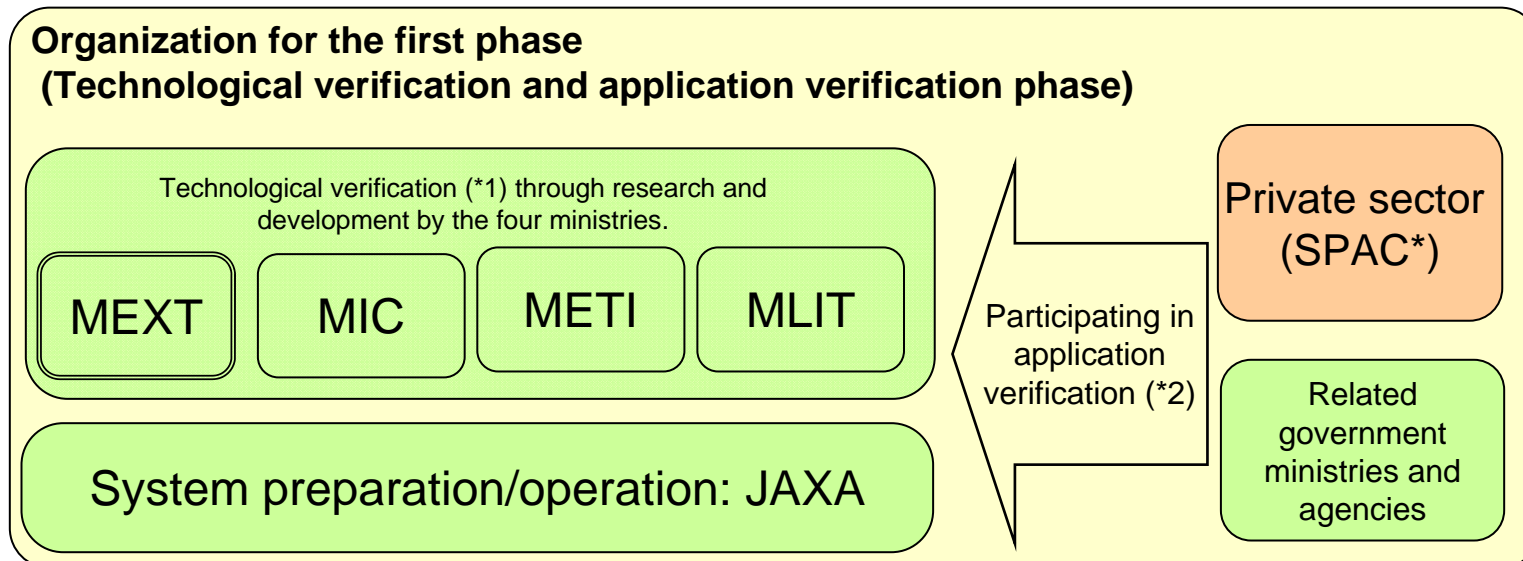 Organization for the first phase
(Technological verification and application verification phase)
Technological verification (*1) through research and
development by the four ministries.
MEXT
MIC
METI
MLIT
System preparation/operation: JAXA
Participating in
application
verification (*2)
Private sector
(SPAC*)
Related
government
ministries and
agencies